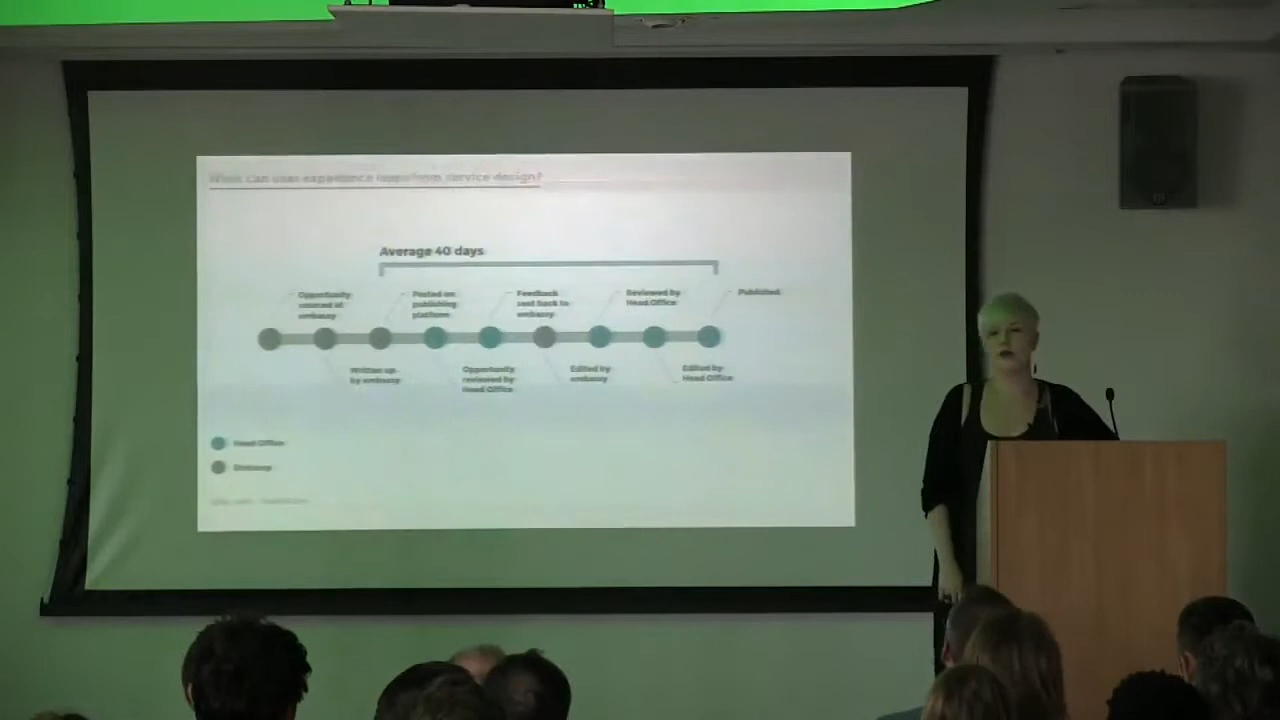 What can user experience learn from service design?
Average 40 days
Opportunity
sourced at
embassy
Posted on
publishing
platform
Feedback
sent back to
embassy
Reviewed by
Head Office
Published
Written up
by embassy
Opportunity
reviewed by
Head Office
Edited by
embassy
Edited by
Head Office
Head Office
Embassy